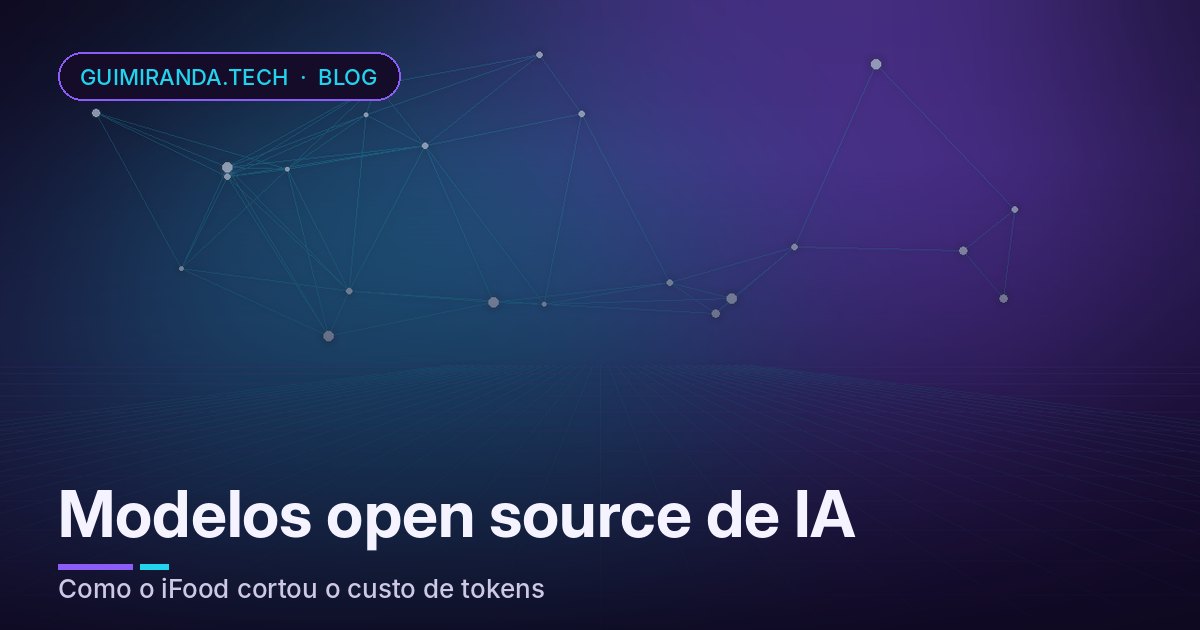 GUIMIRANDA.TECH · BLOG
Modelos open source de IA
Como o iFood cortou o custo de tokens